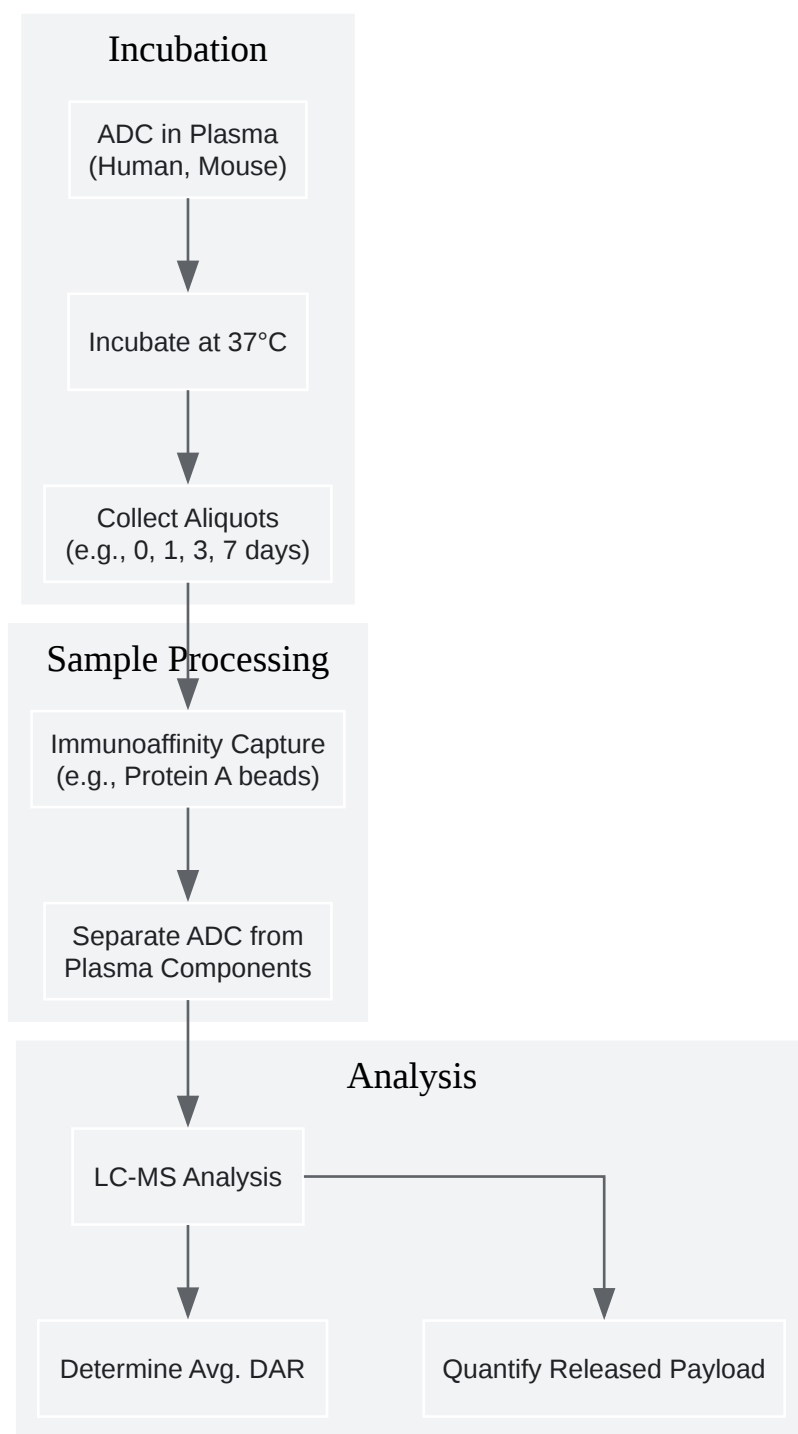 Incubation
ADC in Plasma
(Human, Mouse)
Incubate at 37°C
Collect Aliquots
(e.g., 0, 1, 3, 7 days)
Sample Processing
Immunoaffinity Capture
(e.g., Protein A beads)
Separate ADC from
Plasma Components
Analysis
LC-MS Analysis
Determine Avg. DAR
Quantify Released Payload